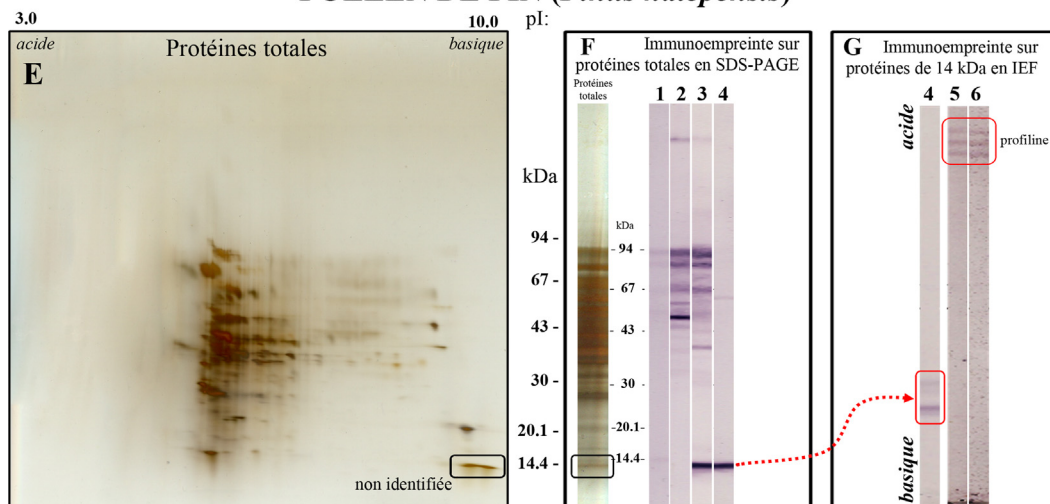 POLLEN DE PIN (Pinus halepensis)
3.0
10.0
pI:
acide
Protéines totales
basique
E
non identifiée
kDa
94 -
67 -
43 -
30 -
20.1 -
14.4 -
F
Immunoempreinte sur
protéines totales en SDS-PAGE
Protéines
totales
1 2 3 4
kDa
- 94 -
- 67 -
- 43 -
- 30 -
- 20.1 -
- 14.4 -
G
Immunoempreinte sur
protéines de 14 kDa en IEF
4 5 6
acide
profiline
basique